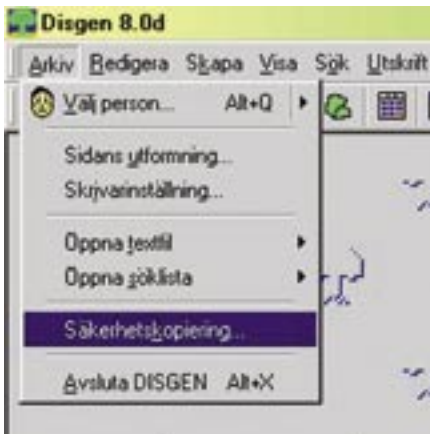 Disgen 8.0d
Arkiv Redigera Skapa Visa Sök Utskrift
Välj person... Alt+Q
Sidans utformning...
Skrivarinställning...
Öppna textfil
Öppna söklista
Säkerhetskopiering...
Avsluta DISGEN Alt+X